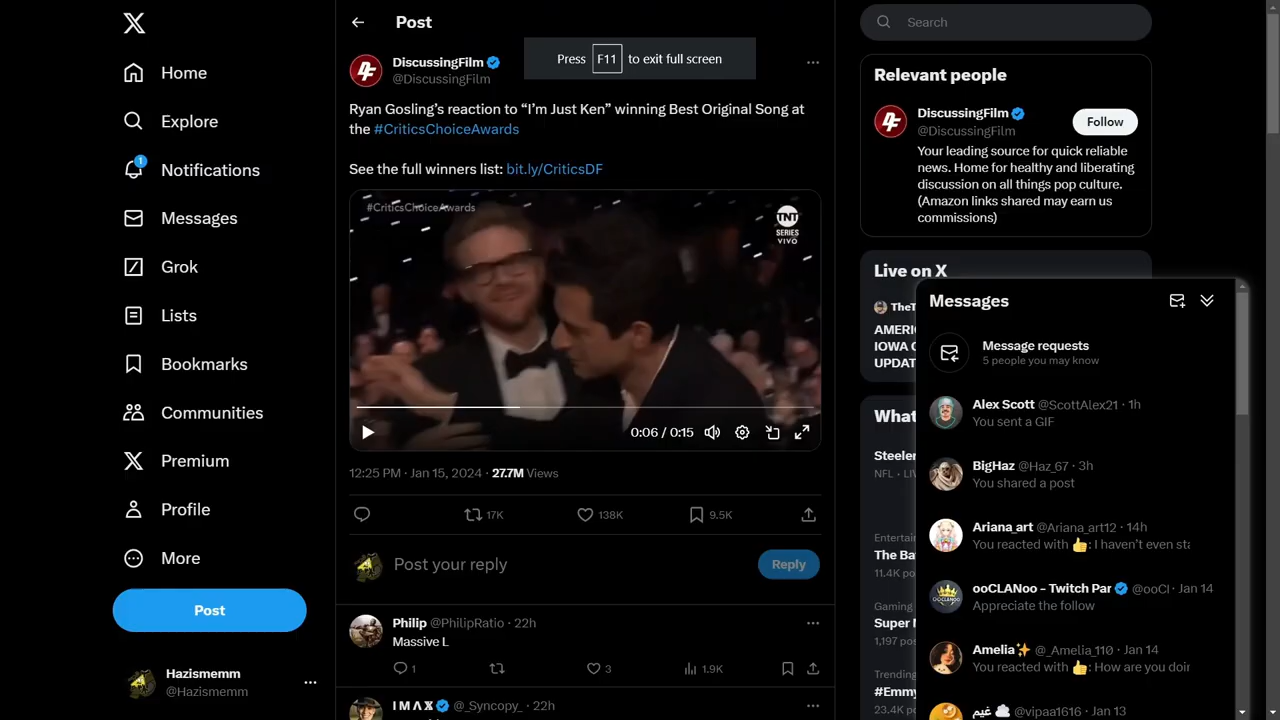 Home
Explore
1
Notifications
Messages
Grok
Lists
Bookmarks
Communities
Premium
Profile
More
Post
Hazismemm
@Hazismemm
Post
Press F11 to exit full screen
DiscussingFilm
@DiscussingFilm
Ryan Gosling's reaction to “I'm Just Ken” winning Best Original Song at
the #CriticsChoiceAwards
See the full winners list: bit.ly/CriticsDF
#CriticsChoiceAwards
TNT
SERIES
VIVO
0:06 / 0:15
12:25 PM · Jan 15, 2024 · 27.7M Views
17K
138K
9.5K
Post your reply
Reply
Philip @PhilipRatio · 22h
Massive L
1
3
1.9K
I M Λ X @_Syncopy_ · 22h
Search
Relevant people
DiscussingFilm
@DiscussingFilm
Follow
Your leading source for quick reliable
news. Home for healthy and liberating
discussion on all things pop culture.
(Amazon links shared may earn us
commissions)
Live on X
TheT
AMERI
IOWA C
UPDAT
What
Steeler
NFL · LIV
Entertain
The Ba
11.4K po
Gaming
Super M
1,197 pos
Trending
#Emmy
23.4K p
Messages
Message requests
5 people you may know
Alex Scott @ScottAlex21 · 1h
You sent a GIF
BigHaz @Haz_67 · 3h
You shared a post
Ariana_art @Ariana_art12 · 14h
You reacted with 👍: I haven't even sta
ooCLANoo – Twitch Par @ooCl · Jan 14
Appreciate the follow
Amelia✨ @_Amelia_110 · Jan 14
You reacted with 👍: How are you doin
غيم ☁️ @vipaa1616 · Jan 13